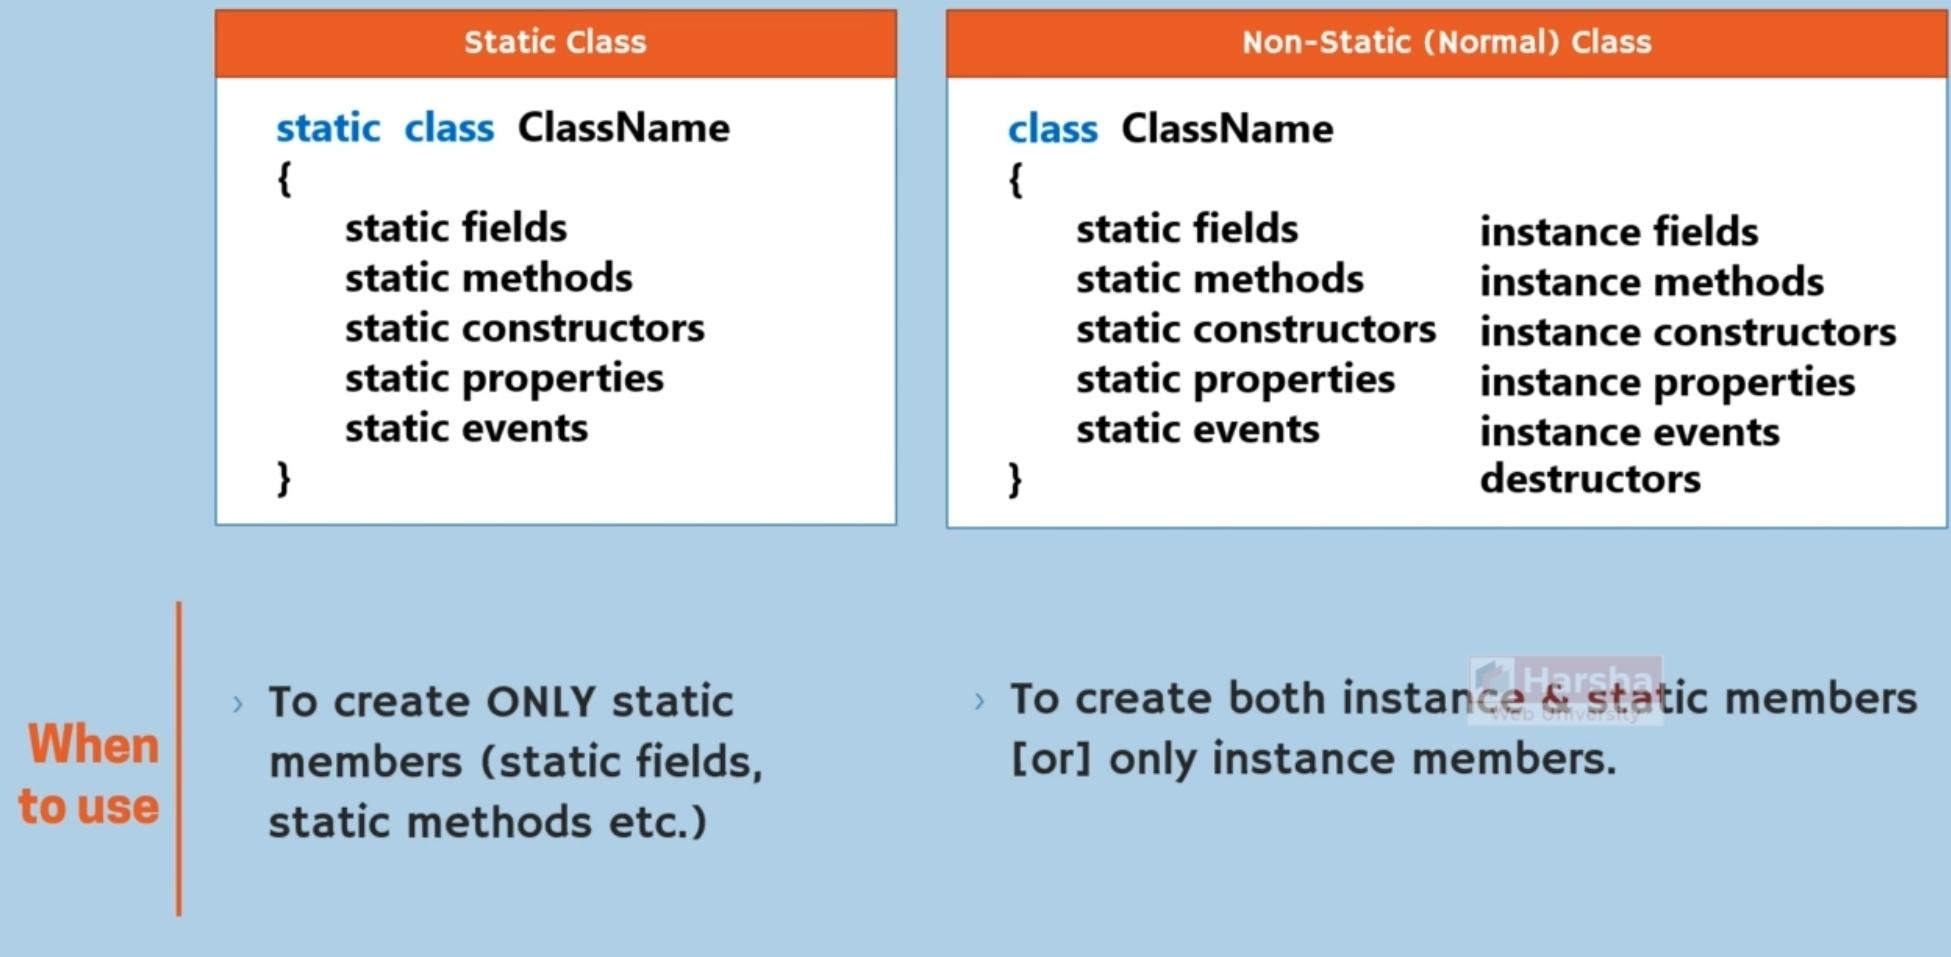 Static Class
static class ClassName
{
static fields
static methods
static constructors
static properties
static events
}
Non-Static (Normal) Class
class ClassName
{
static fields instance fields
static methods instance methods
static constructors instance constructors
static properties instance properties
static events instance events
} destructors
When
to use
› To create ONLY static
members (static fields,
static methods etc.)
› To create both instance & static members
[or] only instance members.
Harsha
Web University